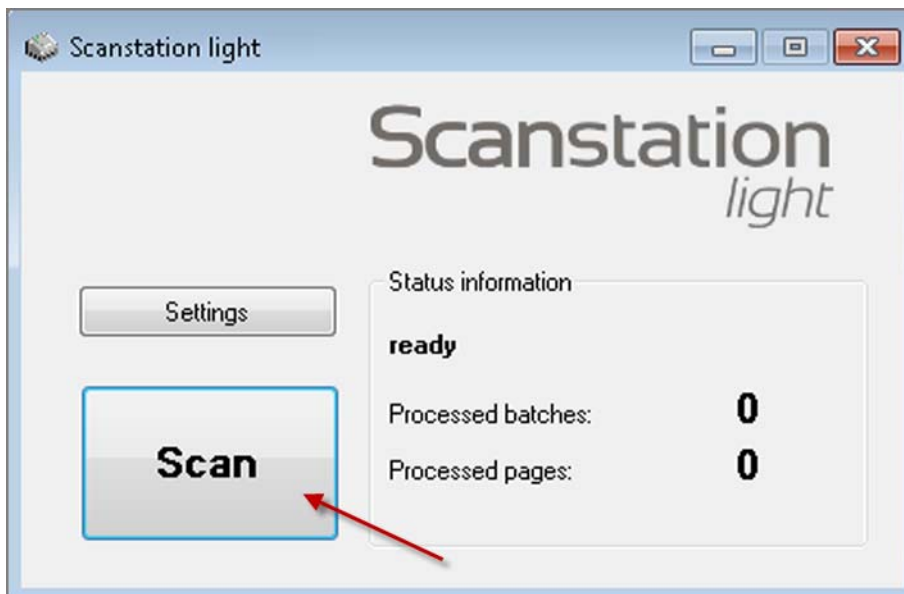 Scanstation light
Scanstation
light
Settings
Scan
Status information
ready
Processed batches: 0
Processed pages: 0